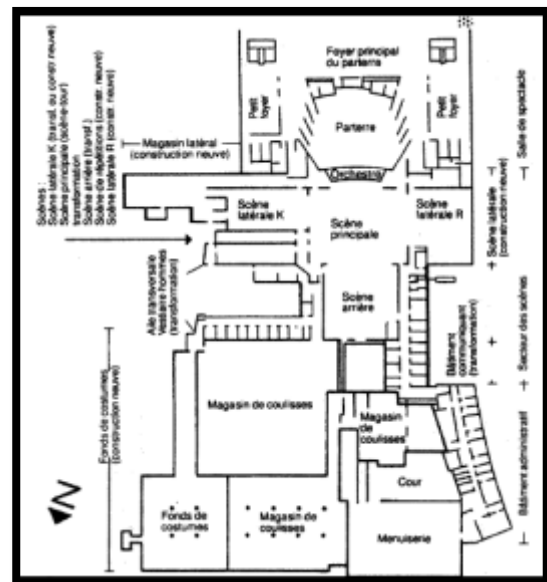 Foyer principal
du parterre
Petit
foyer
Petit
foyer
Parterre
Orchestre
Salle de spectacle
Magasin latéral
(construction neuve)
Scènes :
Scène latérale K (transf. ou constr. neuve)
Scène principale (scène-tour)
transformation
Scène arrière (transf.)
Scène de répétitions (constr. neuve)
Scène latérale R (constr. neuve)
Scène
latérale K
Scène
latérale R
Scène
principale
Scène latérale
(construction neuve)
Scène
arrière
Aile transversale
Vestiaire hommes
(transformation)
Bâtiment
communiquant
(transformation)
Secteur des scènes
Fonds de costumes
(construction neuve)
Magasin de coulisses
Magasin
de
coulisses
Cour
Bâtiment administratif
N
Fonds de
costumes
Magasin de
coulisses
Menuiserie